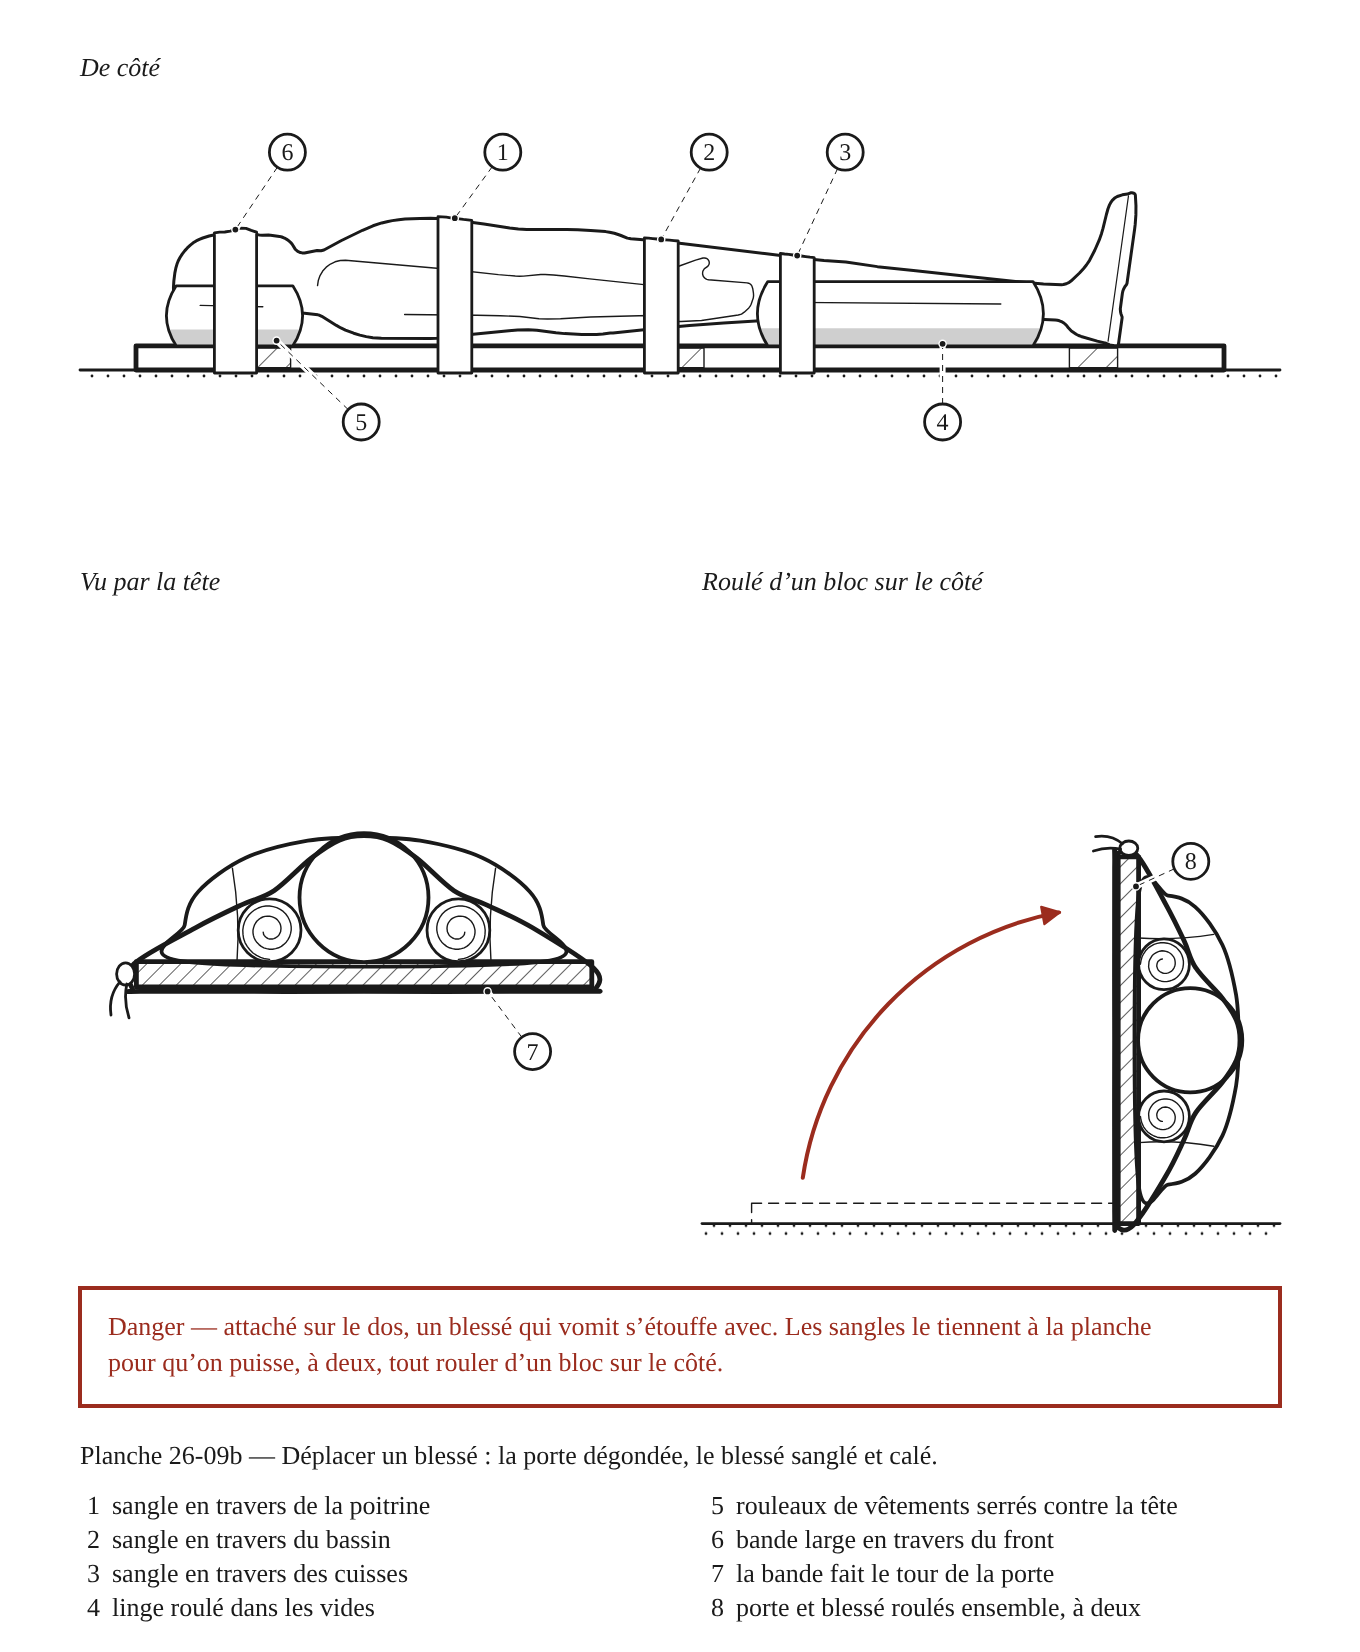 De côté
6 1 2 3
5 4
Vu par la tête
Roulé d’un bloc sur le côté
8
7
Danger — attaché sur le dos, un blessé qui vomit s’étouffe avec. Les sangles le tiennent à la planche
pour qu’on puisse, à deux, tout rouler d’un bloc sur le côté.
Planche 26-09b — Déplacer un blessé : la porte dégondée, le blessé sanglé et calé.
1 sangle en travers de la poitrine
2 sangle en travers du bassin
3 sangle en travers des cuisses
4 linge roulé dans les vides
5 rouleaux de vêtements serrés contre la tête
6 bande large en travers du front
7 la bande fait le tour de la porte
8 porte et blessé roulés ensemble, à deux